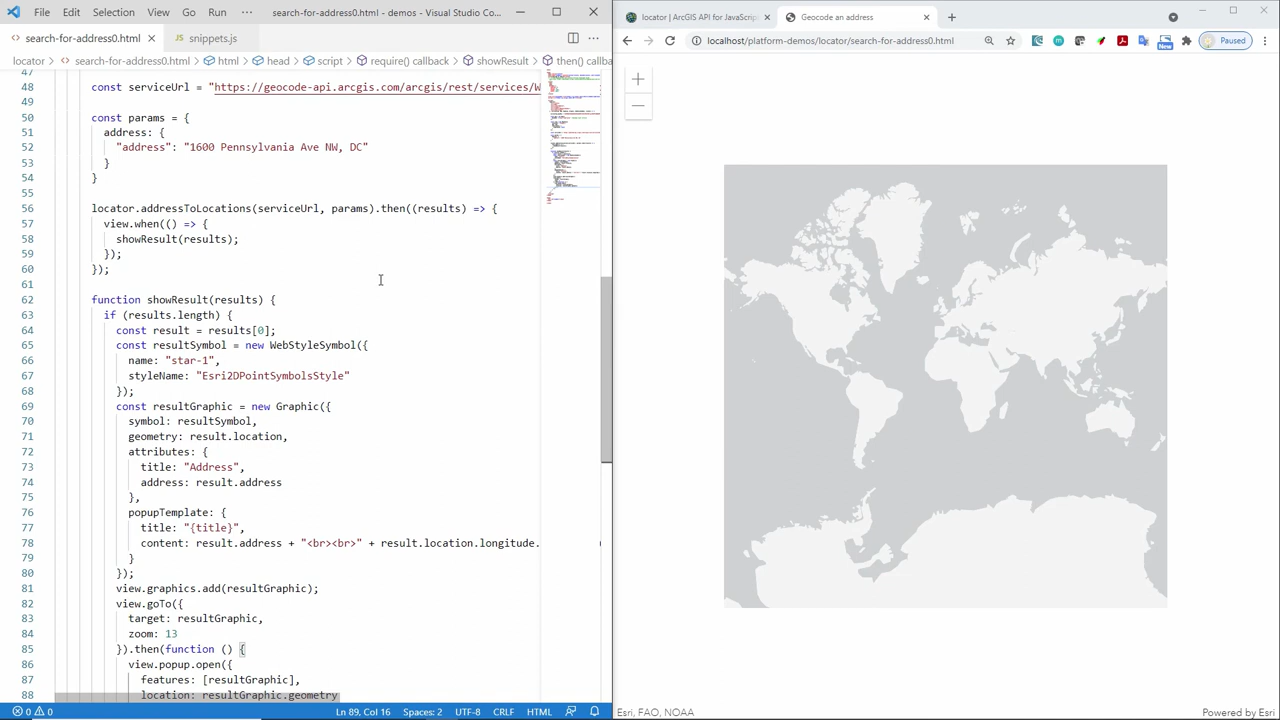 File Edit Selection View Go Run ··· search-for-address0.html - demos - Visual Studio Co...
search-for-address0.html
snippets.js
locator > search-for-address0.html > html > body > script > require() callback > showResult > then() callba
47 const serviceUrl = "https://geocode.arcgis.com/arcgis/rest/services/W
48
49 const params = {
50 address: {
51 "address": "1600 Pennsylvania Ave NW, DC"
52 }
53 }
55
56 locator.addressToLocations(serviceUrl, params).then((results) => {
57 view.when(() => {
58 showResult(results);
59 });
60 });
61
62 function showResult(results) {
63 if (results.length) {
64 const result = results[0];
65 const resultSymbol = new WebStyleSymbol({
66 name: "star-1",
67 styleName: "Esri2DPointSymbolsStyle"
68 });
69 const resultGraphic = new Graphic({
70 symbol: resultSymbol,
71 geometry: result.location,
72 attributes: {
73 title: "Address",
74 address: result.address
75 },
76 popupTemplate: {
77 title: "{title}",
78 content: result.address + "<br><br>" + result.location.longitude.
79 }
80 });
81 view.graphics.add(resultGraphic);
82 view.goTo({
83 target: resultGraphic,
84 zoom: 13
85 }).then(function () {
86 view.popup.open({
87 features: [resultGraphic],
88 location: resultGraphic.geometry
0 0 Ln 89, Col 16 Spaces: 2 UTF-8 CRLF HTML
locator | ArcGIS API for JavaScrip
Geocode an address
localhost/platform-demos/locator/search-for-address0.html
New
Paused
Esri, FAO, NOAA
Powered by Esri